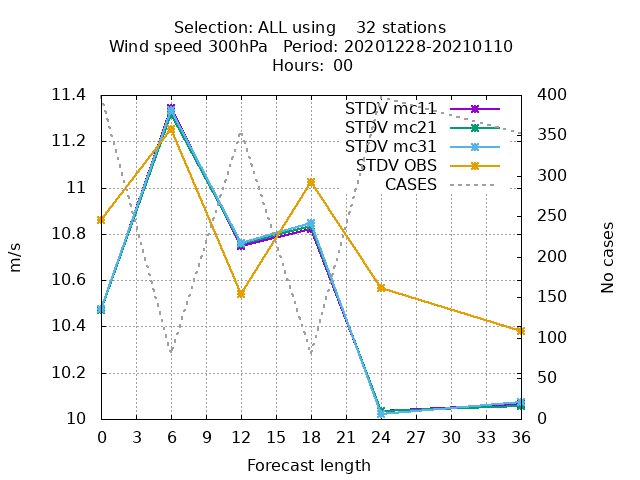 Selection: ALL using    32 stations
Wind speed 300hPa   Period: 20201228-20210110
Hours:  00
STDV mc11
STDV mc21
STDV mc31
STDV OBS
CASES
11.4
11.2
11
10.8
10.6
10.4
10.2
10
m/s
400
350
300
250
200
150
100
50
0
No cases
0 3 6 9 12 15 18 21 24 27 30 33 36
Forecast length